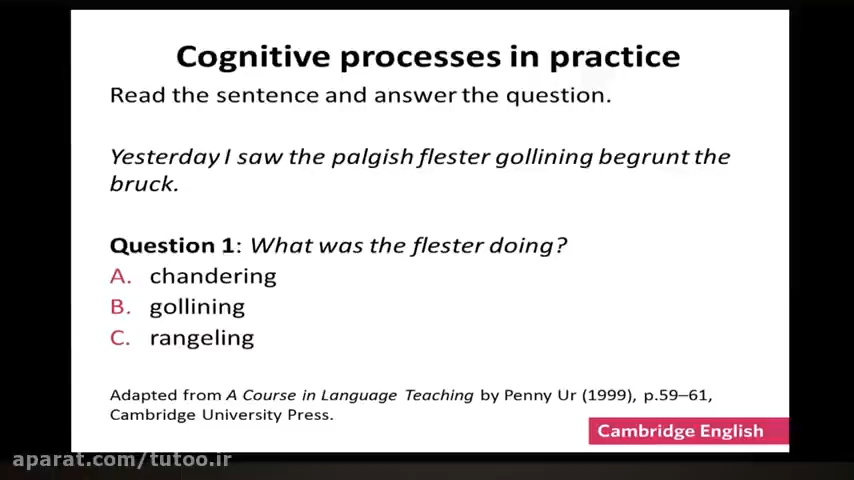 Cognitive processes in practice
Read the sentence and answer the question.
Yesterday I saw the palgish flester gollining begrunt the
bruck.
Question 1: What was the flester doing?
A. chandering
B. gollining
C. rangeling
Adapted from A Course in Language Teaching by Penny Ur (1999), p.59–61,
Cambridge University Press.
Cambridge English
aparat.com/tutoo.ir